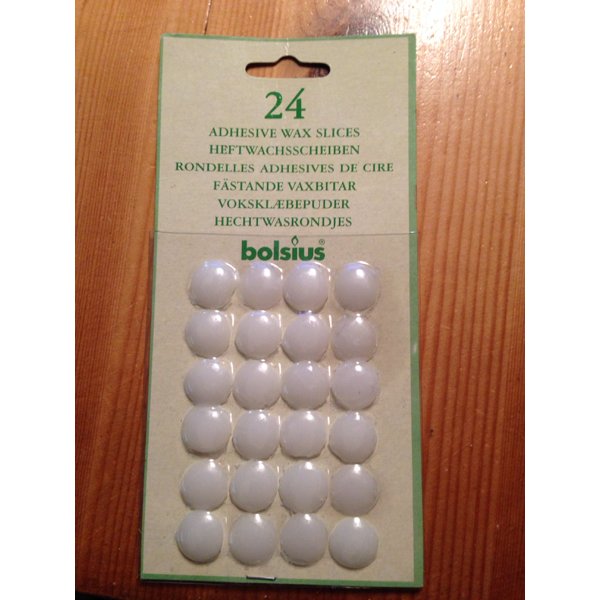 24
ADHESIVE WAX SLICES
HEFTWACHSSCHEIBEN
RONDELLES ADHESIVES DE CIRE
FÄSTANDE VAXBITAR
VOKSKLÆBEPUDER
HECHTWASRONDJES
bolsius®